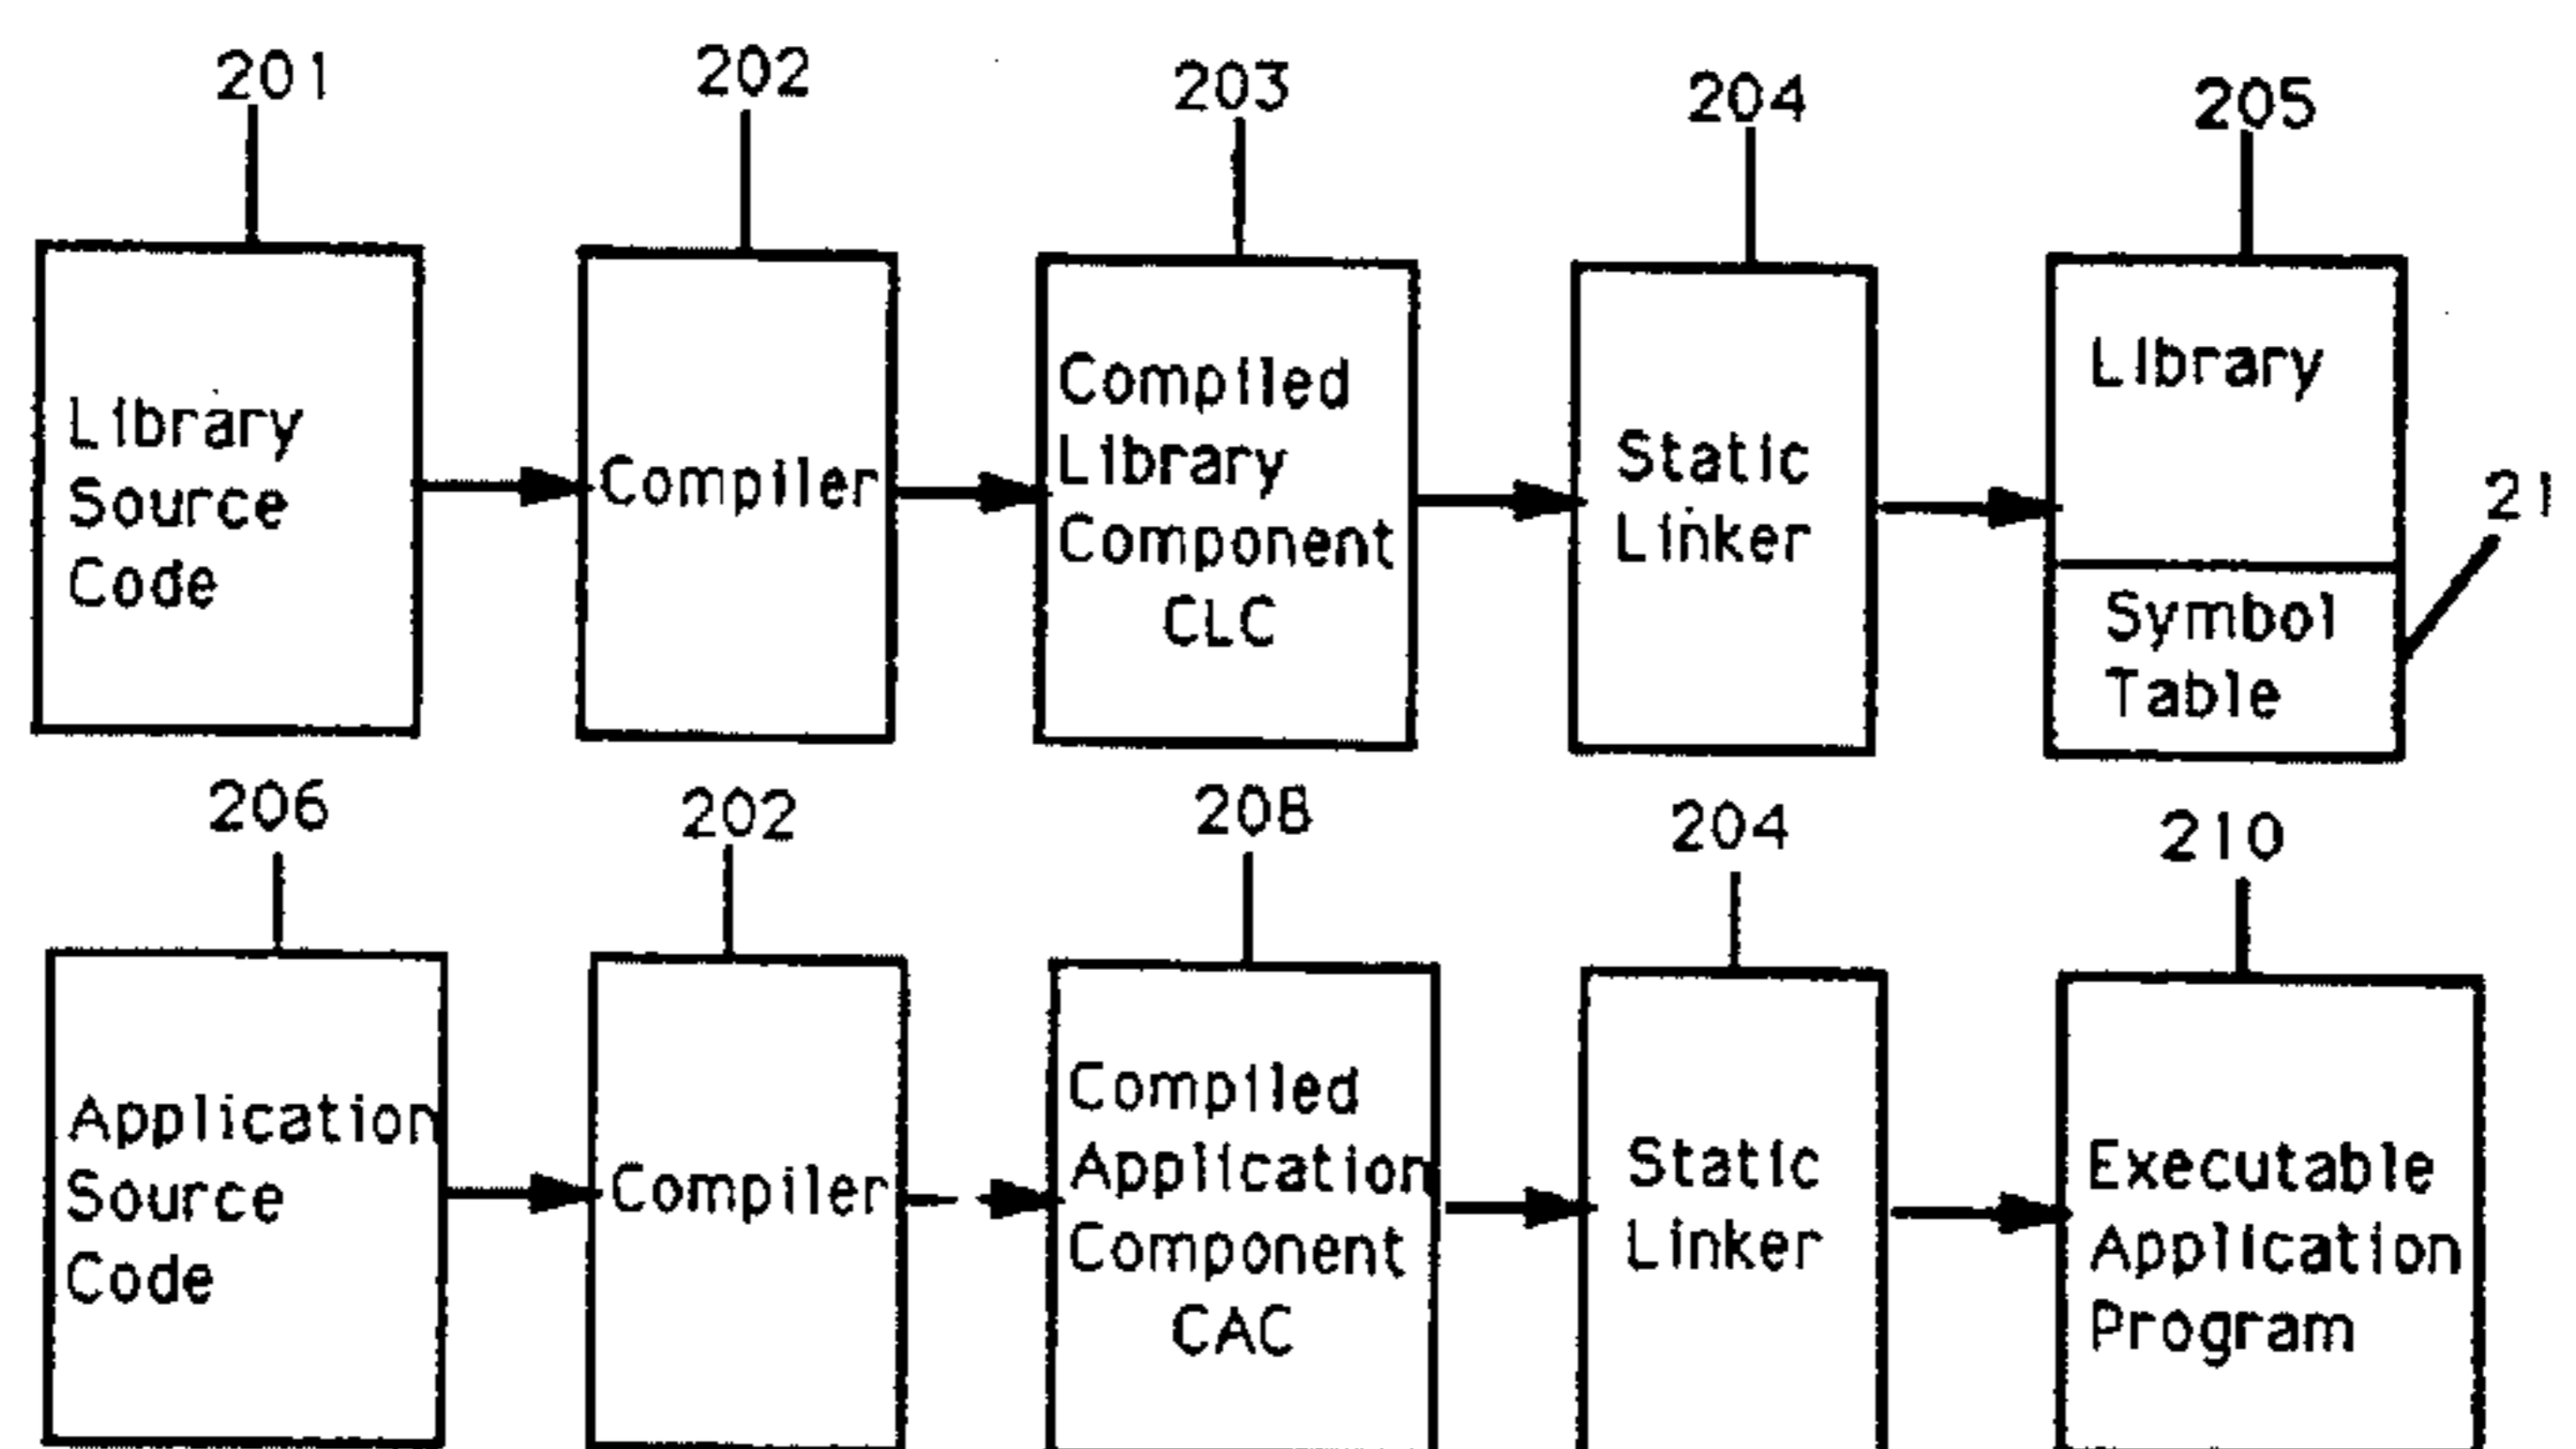 201
202
203
204
205
Library
Source
Code
Compiler
Compiled
Library
Component
CLC
Static
Linker
Library
Symbol
Table
21
206
202
208
204
210
Application
Source
Code
Compiler
Compiled
Application
Component
CAC
Static
Linker
Executable
Application
Program